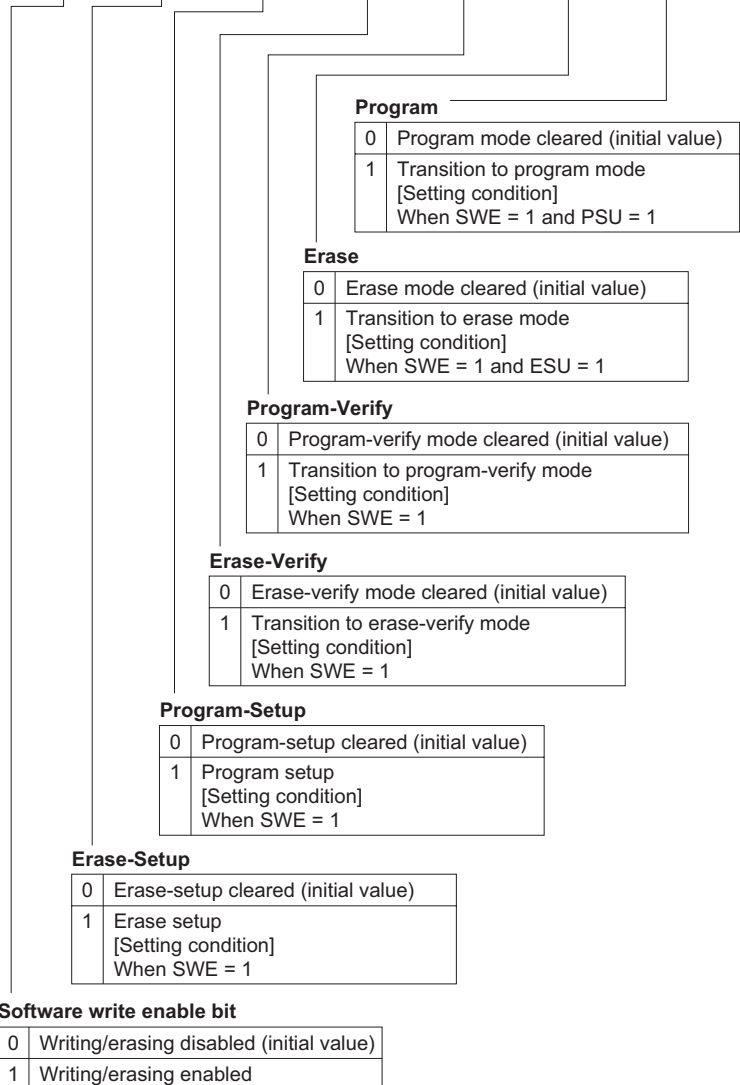 Program
0 Program mode cleared (initial value)
1 Transition to program mode
[Setting condition]
When SWE = 1 and PSU = 1
Erase
0 Erase mode cleared (initial value)
1 Transition to erase mode
[Setting condition]
When SWE = 1 and ESU = 1
Program-Verify
0 Program-verify mode cleared (initial value)
1 Transition to program-verify mode
[Setting condition]
When SWE = 1
Erase-Verify
0 Erase-verify mode cleared (initial value)
1 Transition to erase-verify mode
[Setting condition]
When SWE = 1
Program-Setup
0 Program-setup cleared (initial value)
1 Program setup
[Setting condition]
When SWE = 1
Erase-Setup
0 Erase-setup cleared (initial value)
1 Erase setup
[Setting condition]
When SWE = 1
Software write enable bit
0 Writing/erasing disabled (initial value)
1 Writing/erasing enabled